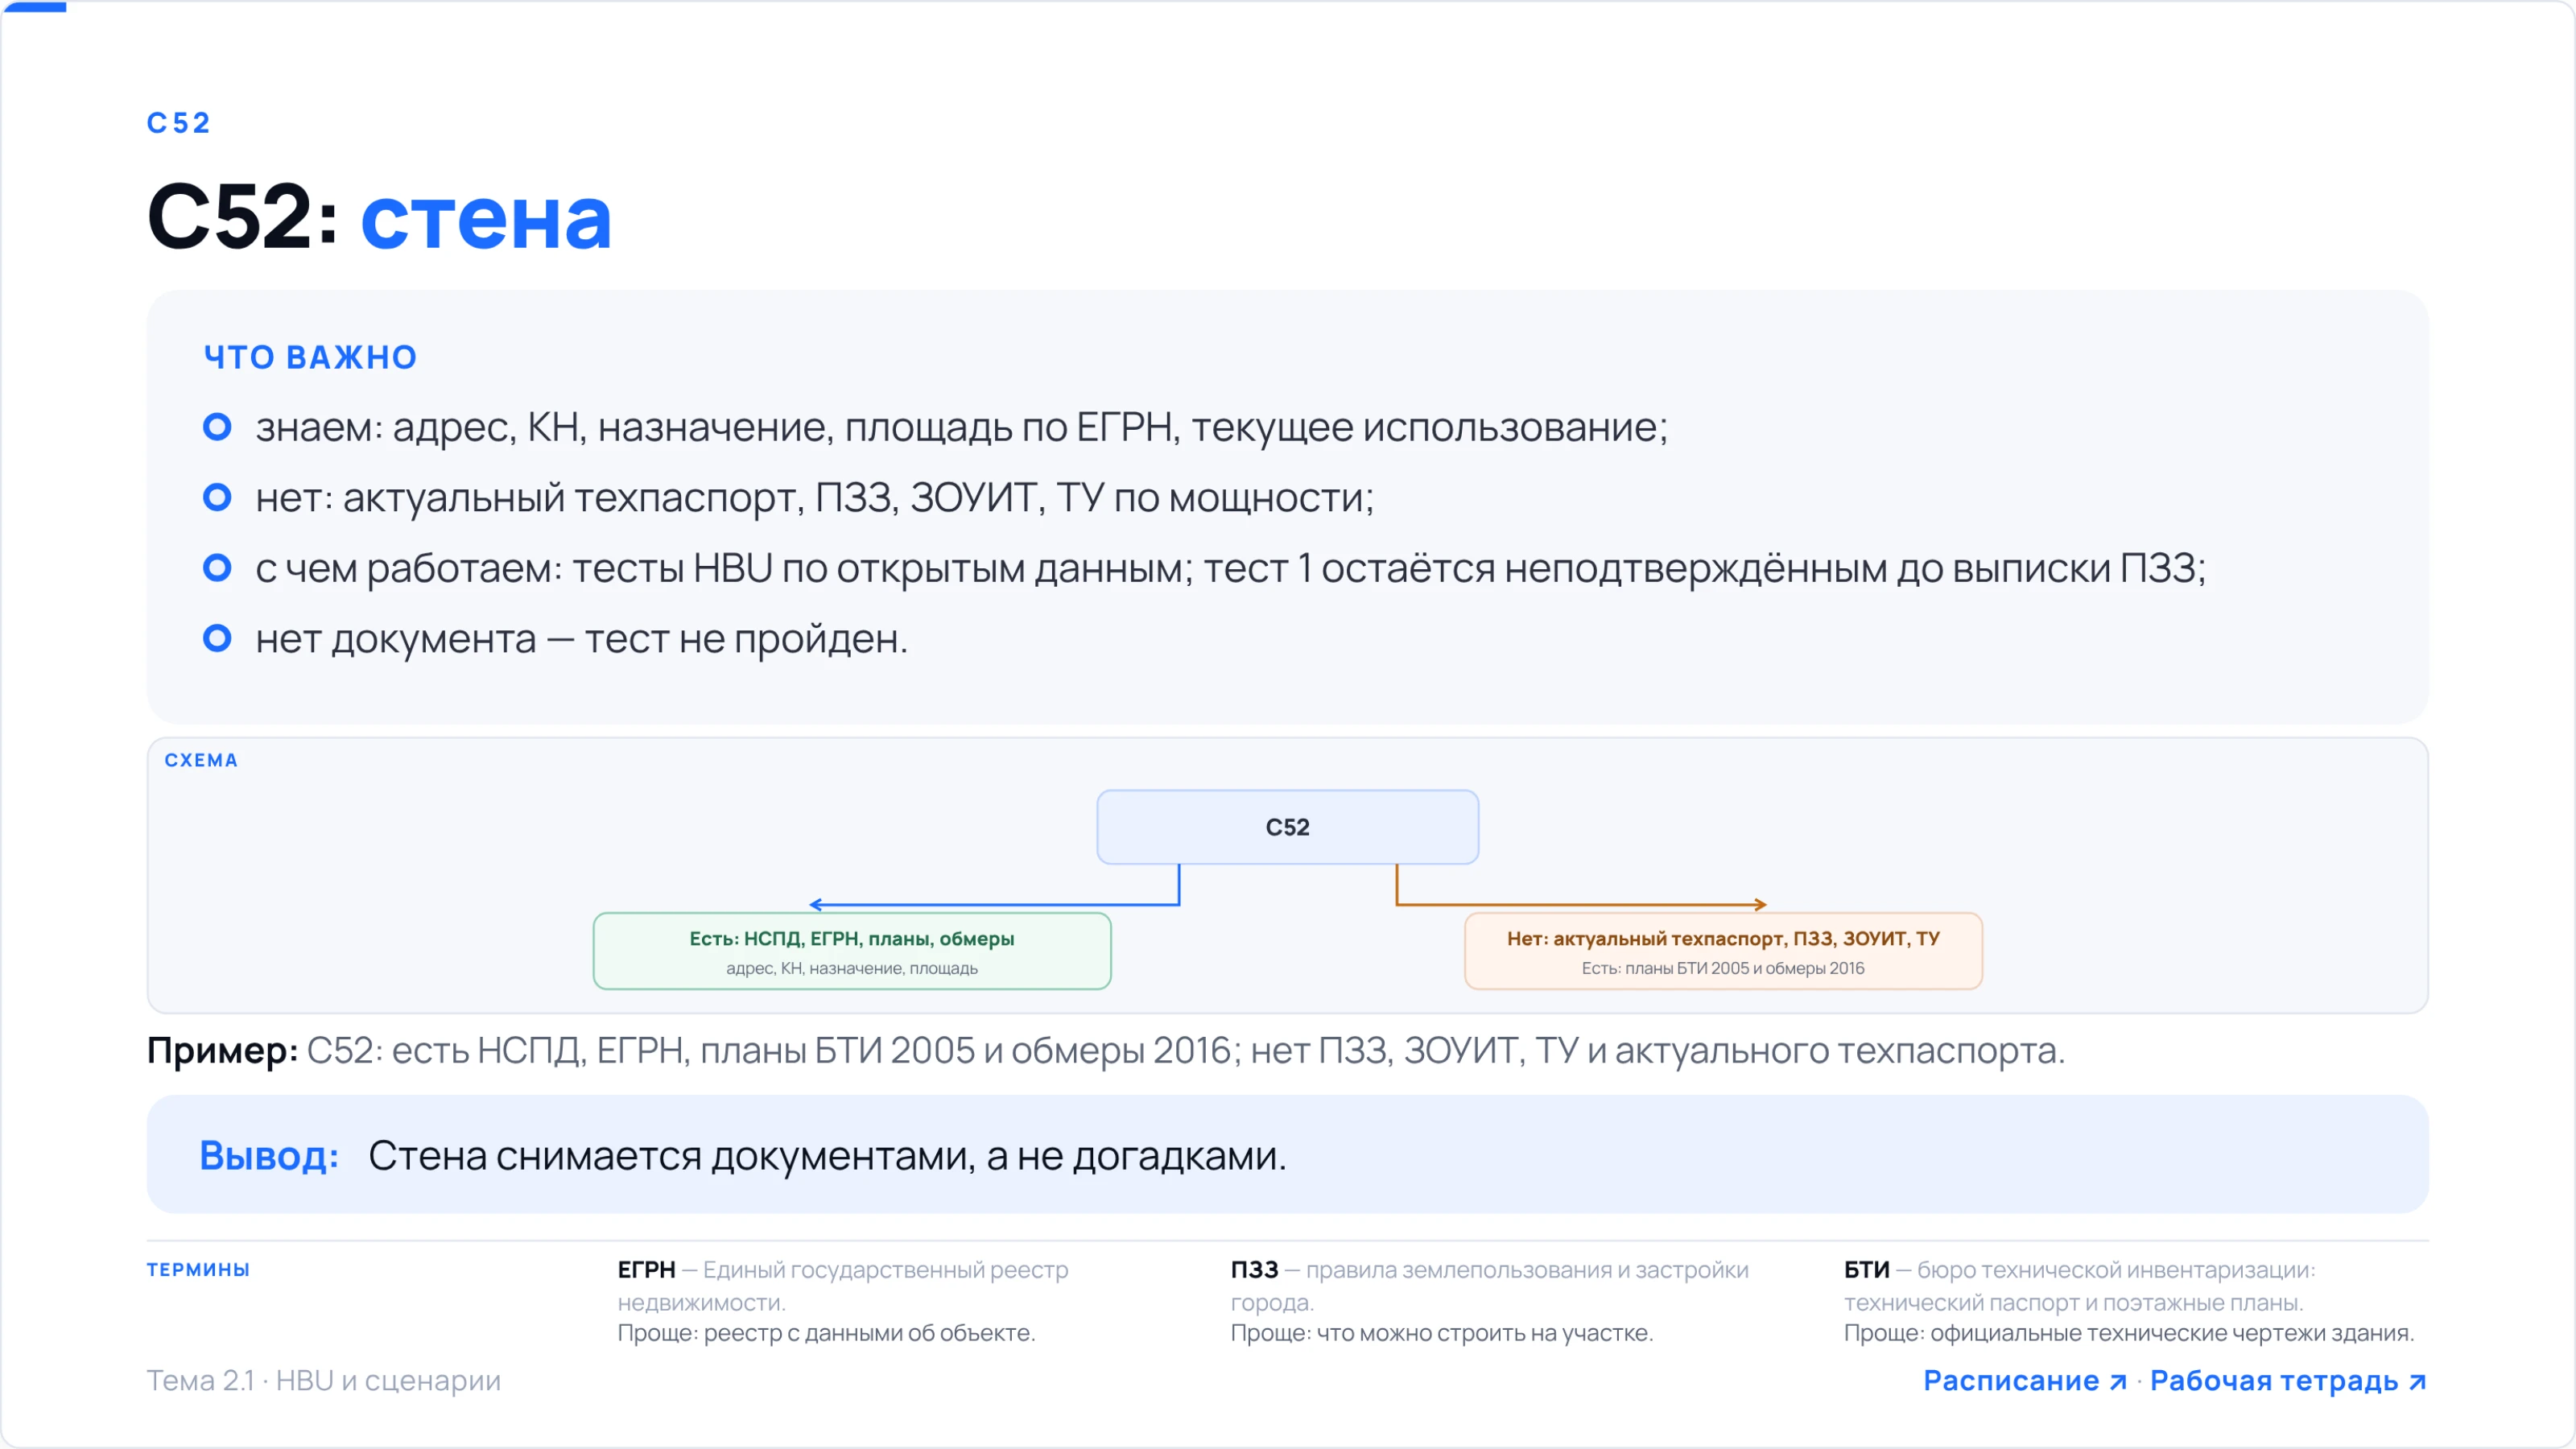 С52
С52: стена
ЧТО ВАЖНО
знаем: адрес, КН, назначение, площадь по ЕГРН, текущее использование;
нет: актуальный техпаспорт, ПЗЗ, ЗОУИТ, ТУ по мощности;
с чем работаем: тесты HBU по открытым данным; тест 1 остаётся неподтверждённым до выписки ПЗЗ;
нет документа — тест не пройден.
СХЕМА
С52
Есть: НСПД, ЕГРН, планы, обмеры
адрес, КН, назначение, площадь
Нет: актуальный техпаспорт, ПЗЗ, ЗОУИТ, ТУ
Есть: планы БТИ 2005 и обмеры 2016
Пример: С52: есть НСПД, ЕГРН, планы БТИ 2005 и обмеры 2016; нет ПЗЗ, ЗОУИТ, ТУ и актуального техпаспорта.
Вывод: Стена снимается документами, а не догадками.
ТЕРМИНЫ
ЕГРН — Единый государственный реестр
недвижимости.
Проще: реестр с данными об объекте.
ПЗЗ — правила землепользования и застройки
города.
Проще: что можно строить на участке.
БТИ — бюро технической инвентаризации:
технический паспорт и поэтажные планы.
Проще: официальные технические чертежи здания.
Тема 2.1 · HBU и сценарии
Расписание ↗ · Рабочая тетрадь ↗